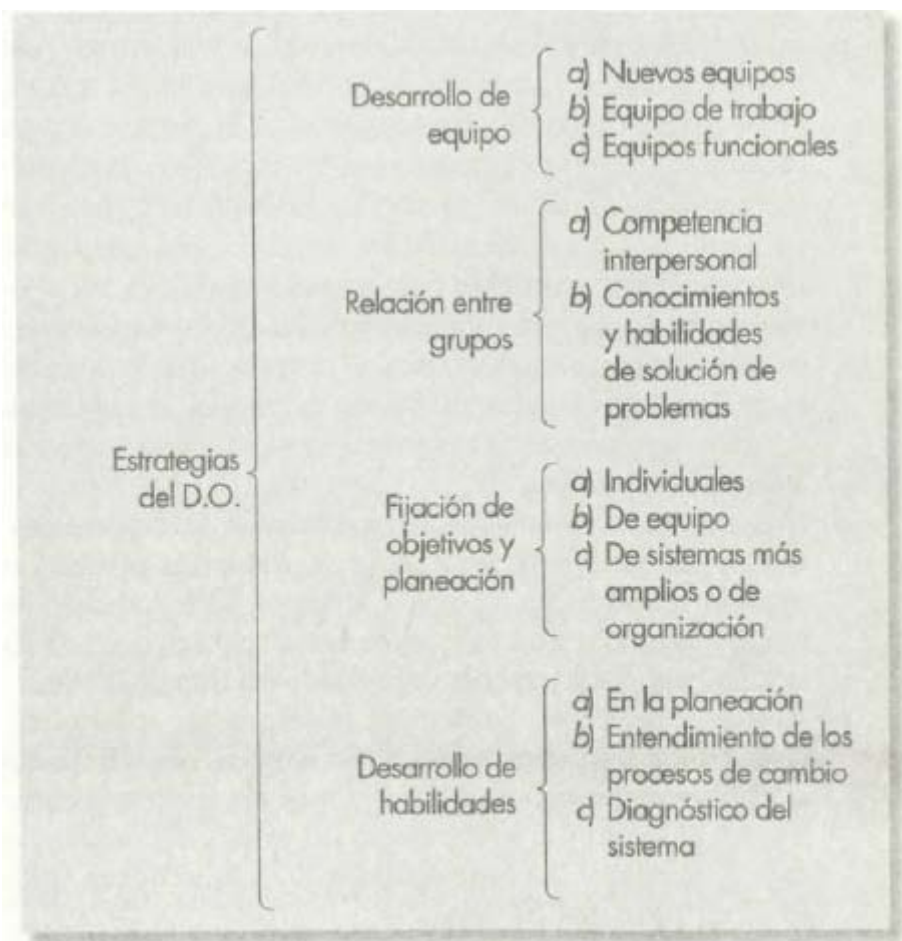 Estrategias
del D.O.
Desarrollo de
equipo
a) Nuevos equipos
b) Equipo de trabajo
c) Equipos funcionales
Relación entre
grupos
a) Competencia
interpersonal
b) Conocimientos
y habilidades
de solución de
problemas
Fijación de
objetivos y
planeación
a) Individuales
b) De equipo
c) De sistemas más
amplios o de
organización
Desarrollo de
habilidades
a) En la planeación
b) Entendimiento de los
procesos de cambio
c) Diagnóstico del
sistema